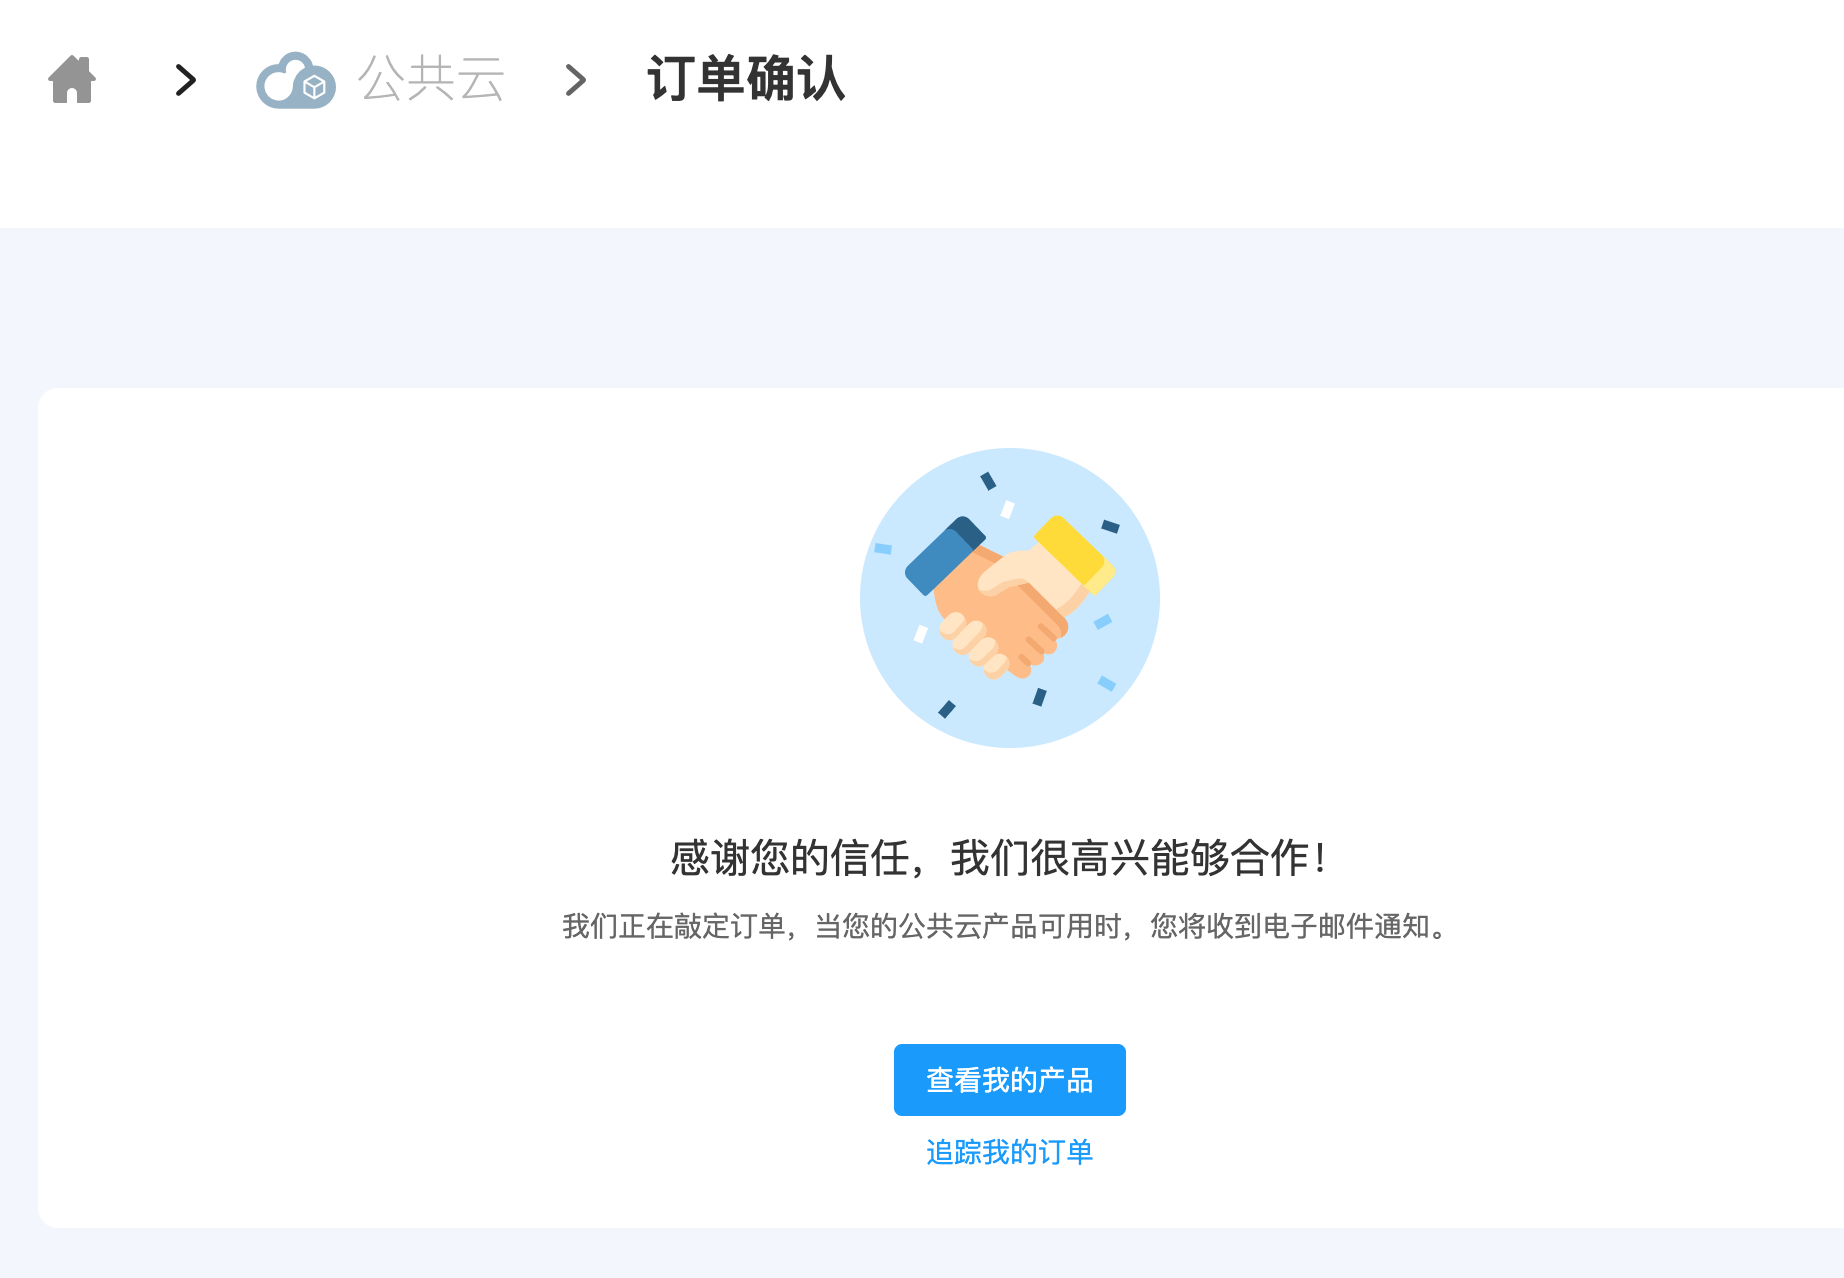 公共云 订单确认
感谢您的信任，我们很高兴能够合作！
我们正在敲定订单，当您的公共云产品可用时，您将收到电子邮件通知。
查看我的产品
追踪我的订单